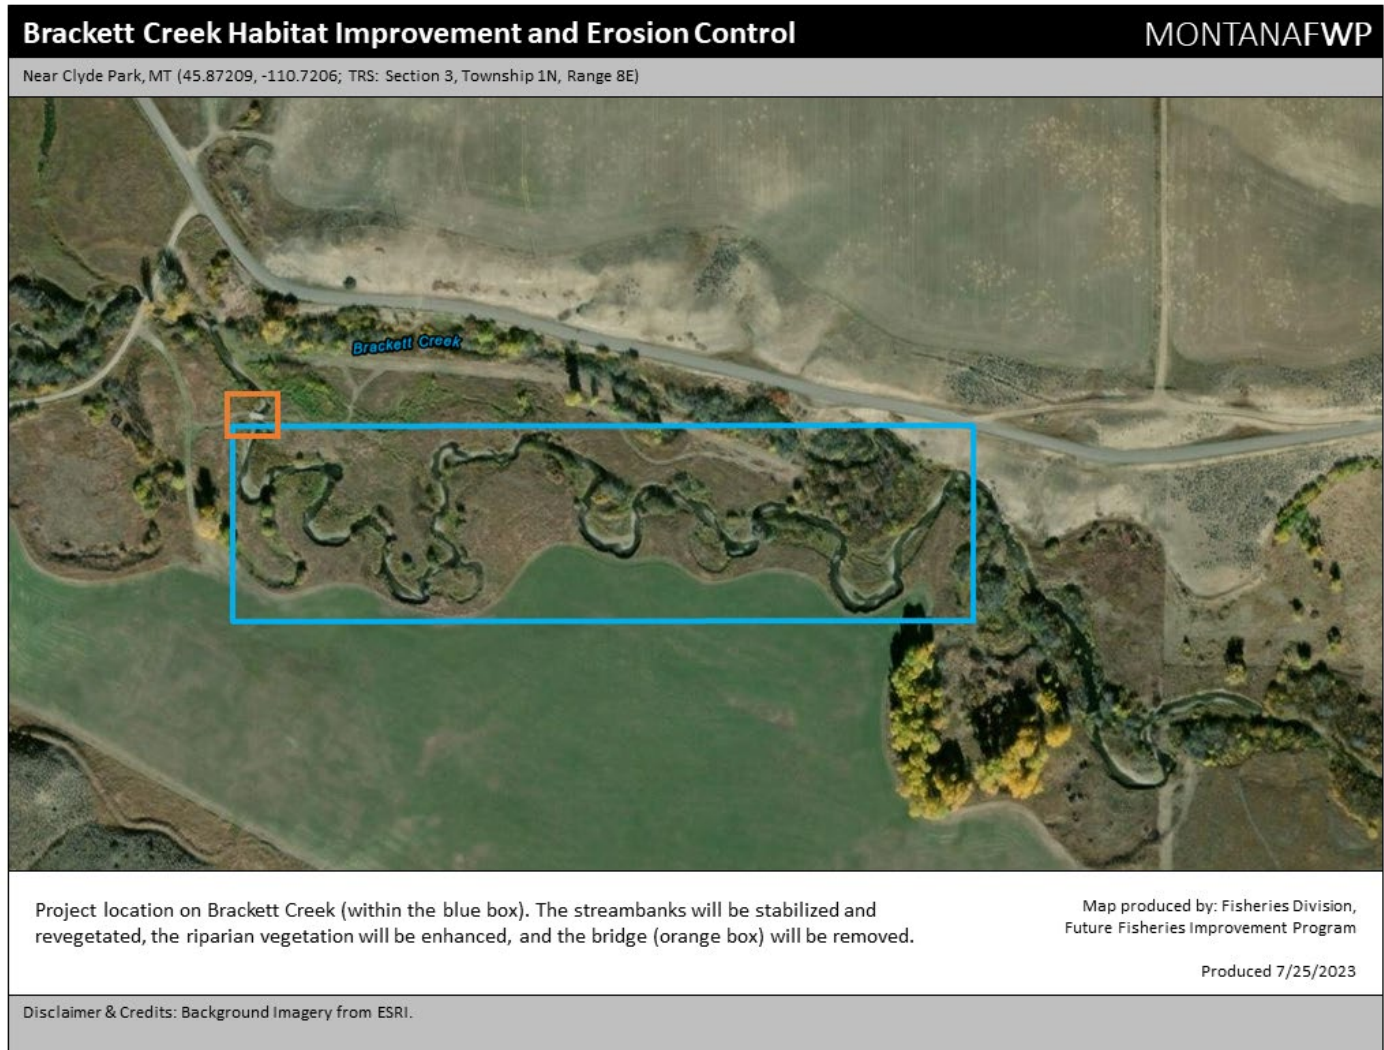 Brackett Creek Habitat Improvement and Erosion Control
MONTANAFWP
Near Clyde Park, MT (45.87209, -110.7206; TRS: Section 3, Township 1N, Range 8E)
Brackett Creek
Project location on Brackett Creek (within the blue box). The streambanks will be stabilized and
revegetated, the riparian vegetation will be enhanced, and the bridge (orange box) will be removed.
Map produced by: Fisheries Division,
Future Fisheries Improvement Program
Produced 7/25/2023
Disclaimer & Credits: Background Imagery from ESRI.